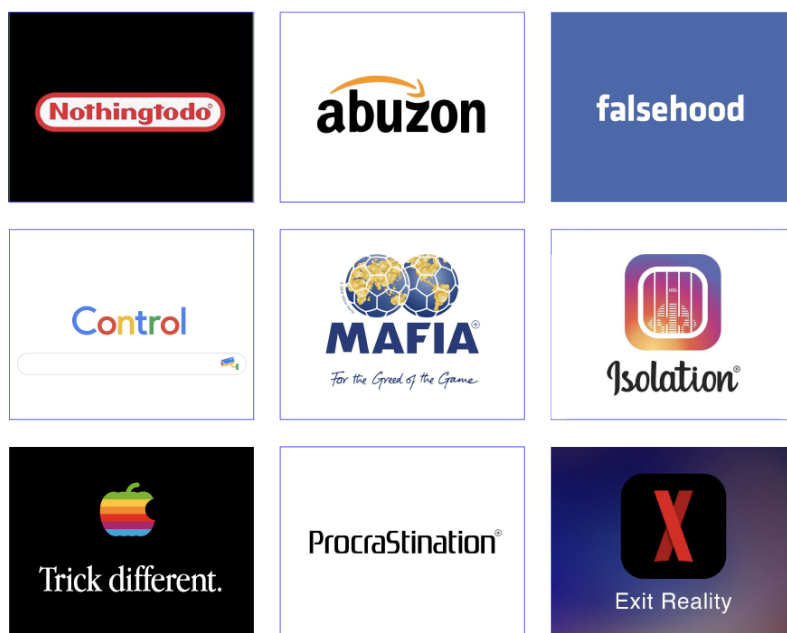 Nothingtodo®
abuzon
falsehood
Control
MAFIA®
For the Greed of the Game
Isolation®
Trick different.
ProcraStination®
X
Exit Reality